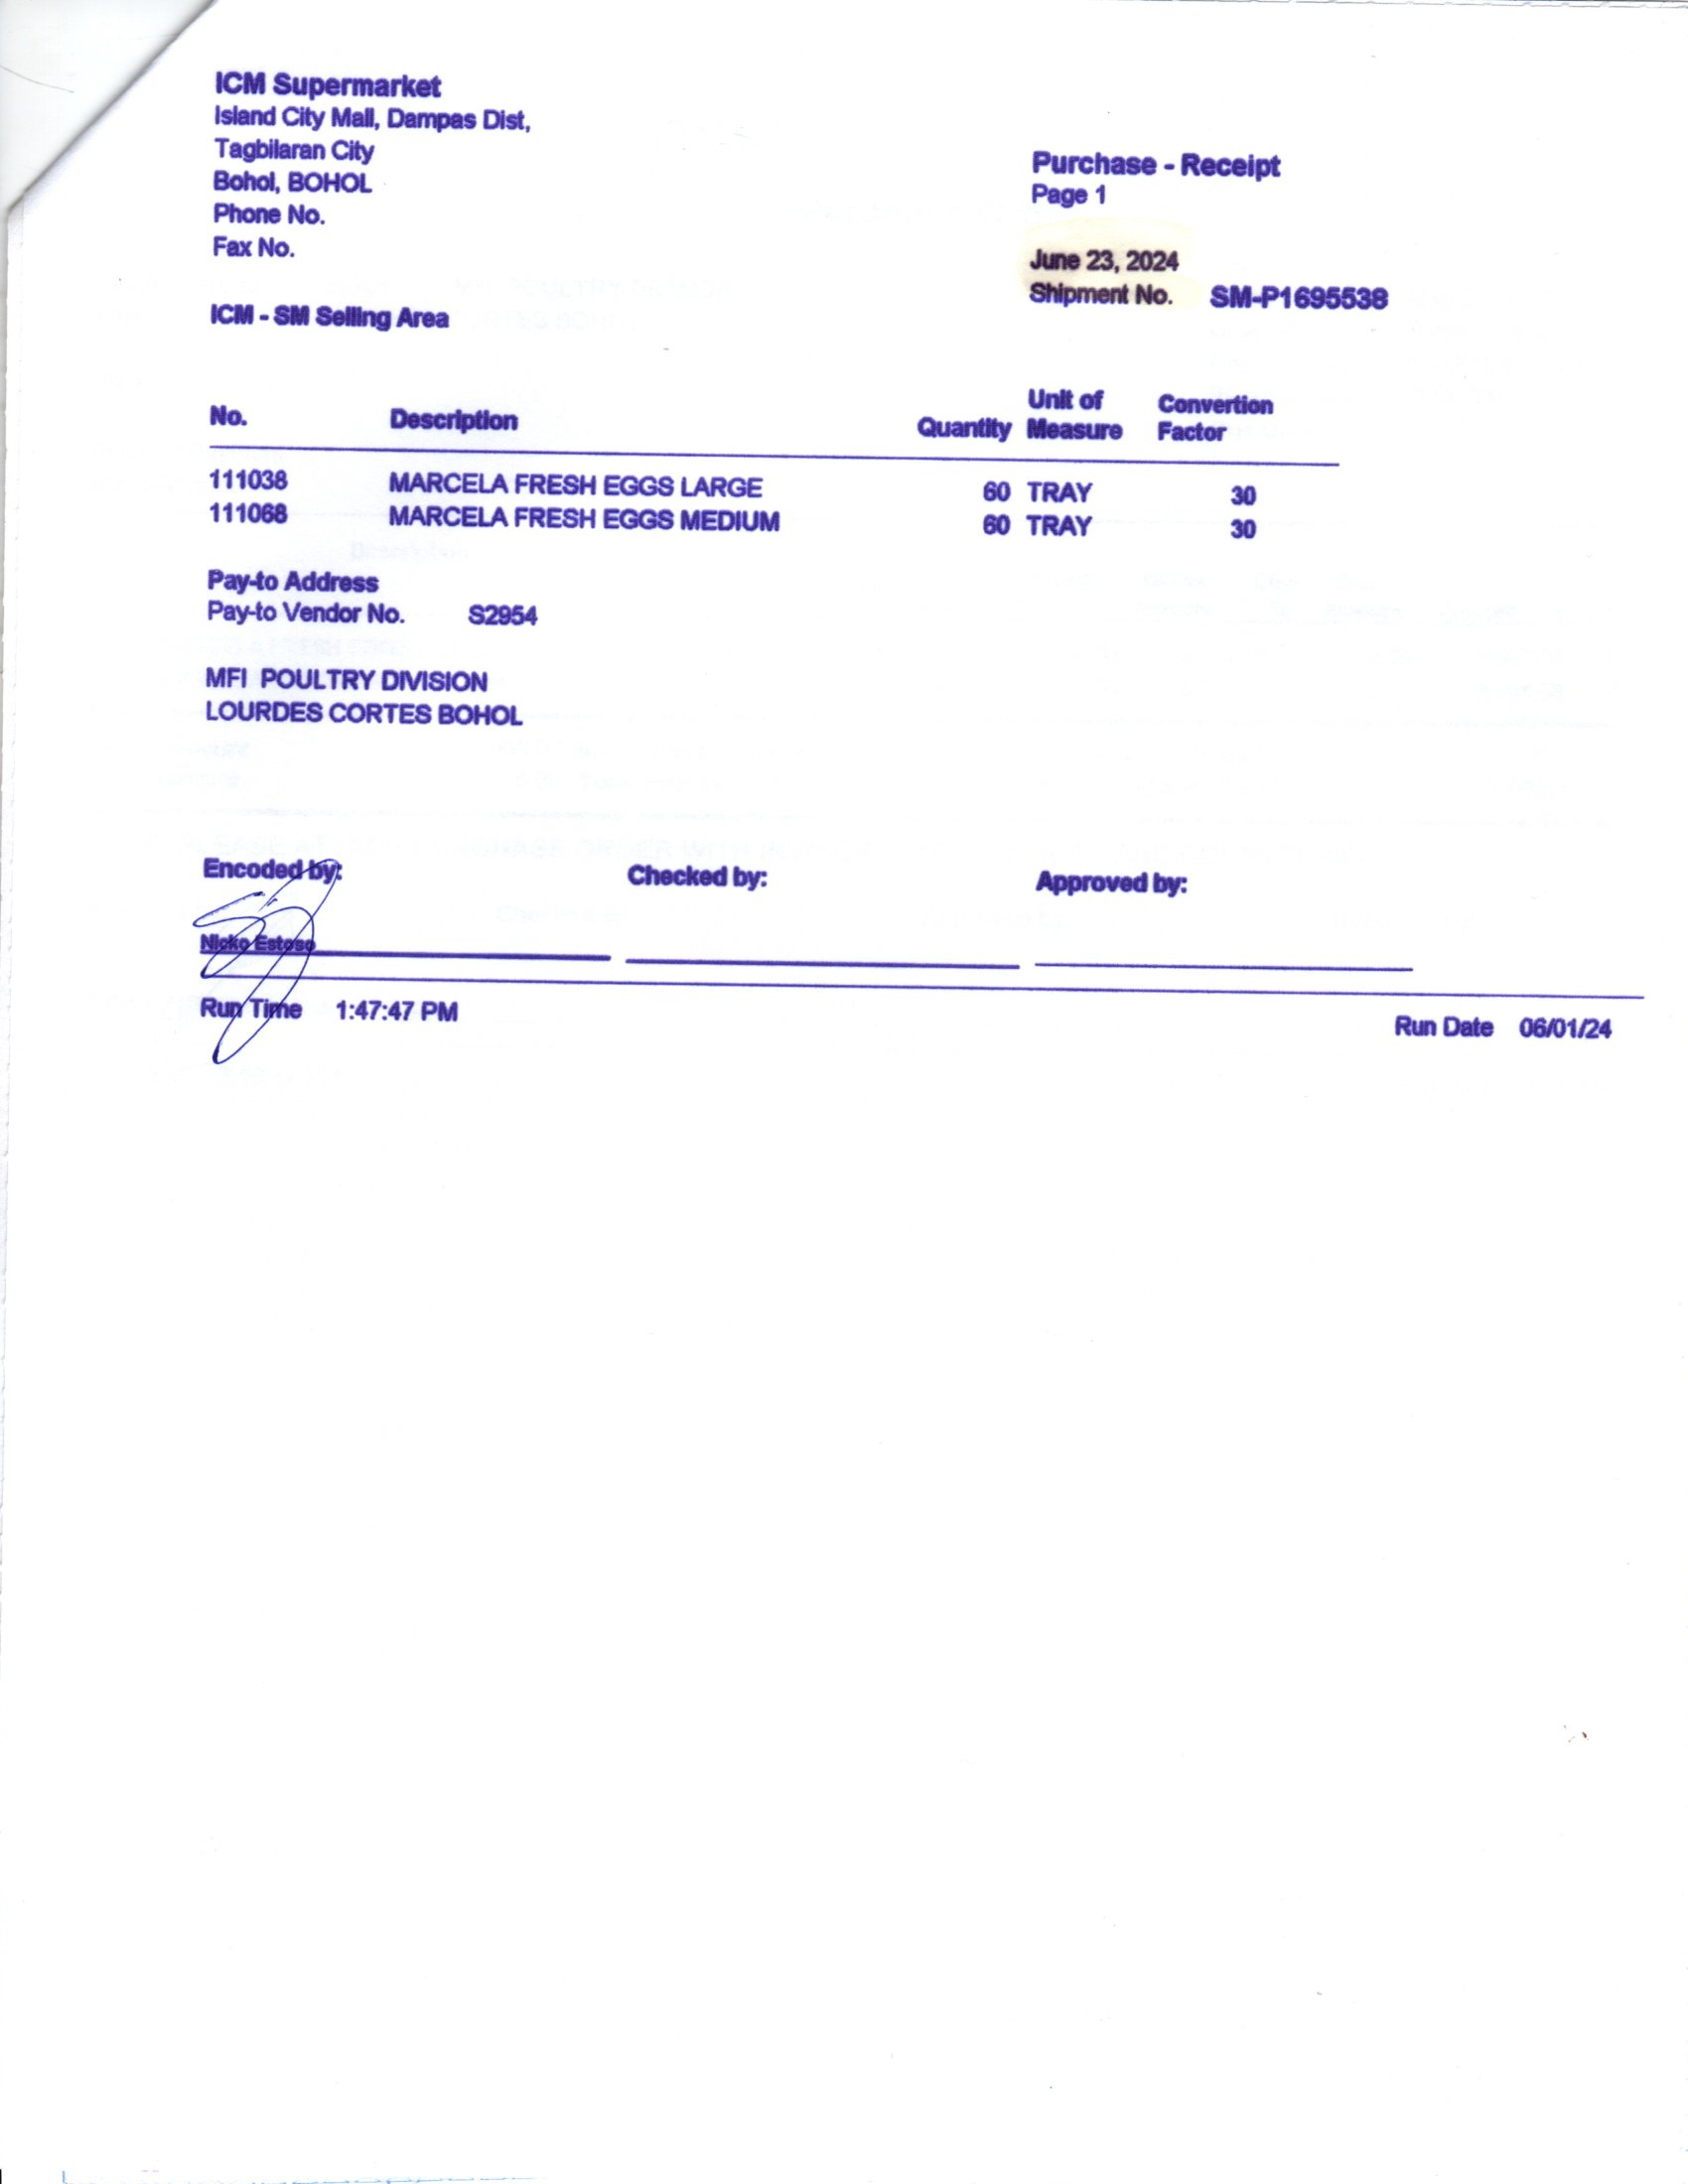 ICM Supermarket
Island City Mall, Dampas Dist,
Tagbilaran City
Bohol, BOHOL
Phone No.
Fax No.
Purchase - Receipt
Page 1
June 23, 2024
Shipment No. SM-P1695538
ICM - SM Selling Area
No. Description Quantity Unit of Measure Convertion Factor
111038 MARCELA FRESH EGGS LARGE 60 TRAY 30
111068 MARCELA FRESH EGGS MEDIUM 60 TRAY 30
Pay-to Address
Pay-to Vendor No. S2954
MFI POULTRY DIVISION
LOURDES CORTES BOHOL
Encoded by: Checked by: Approved by:
Nicko Estoso
Run Time 1:47:47 PM Run Date 06/01/24